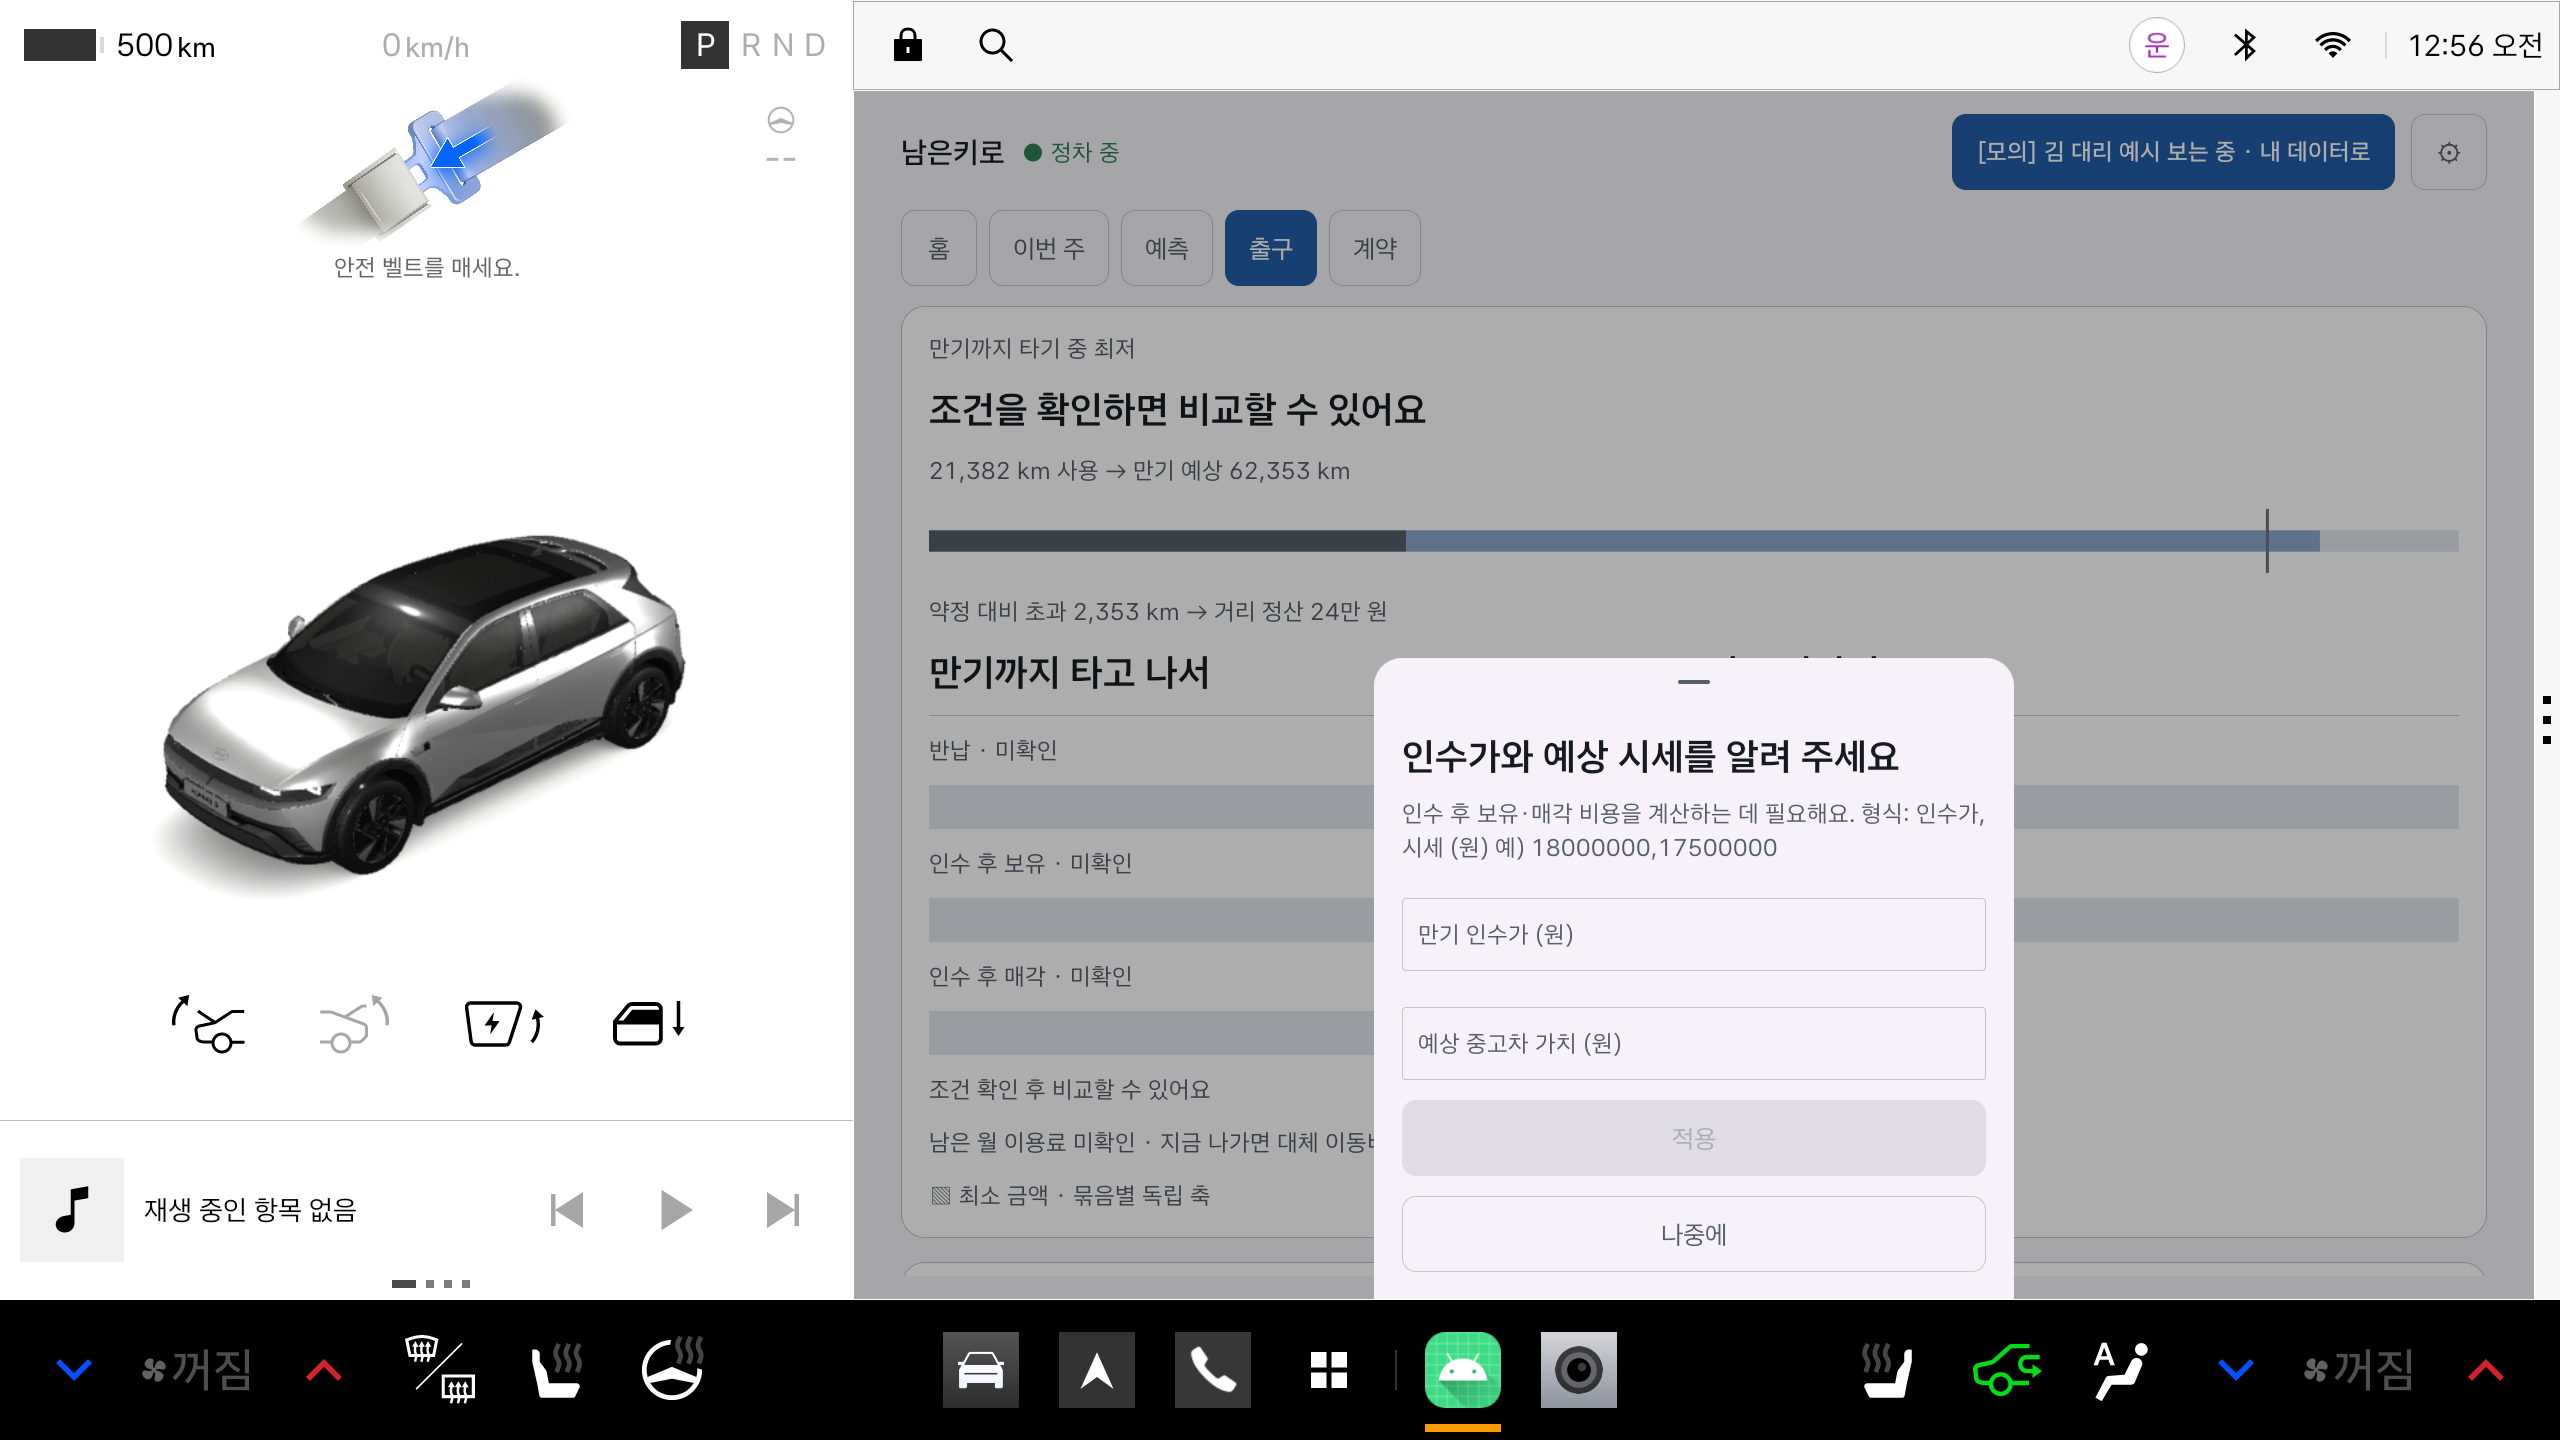 500 km
0 km/h
P R N D
12:56 오전
운
안전 벨트를 매세요.
--
재생 중인 항목 없음
남은키로
정차 중
[모의] 김 대리 예시 보는 중 · 내 데이터로
홈
이번 주
예측
출구
계약
만기까지 타기 중 최저
조건을 확인하면 비교할 수 있어요
21,382 km 사용 → 만기 예상 62,353 km
약정 대비 초과 2,353 km → 거리 정산 24만 원
만기까지 타고 나서
반납 · 미확인
인수 후 보유 · 미확인
인수 후 매각 · 미확인
조건 확인 후 비교할 수 있어요
남은 월 이용료 미확인 · 지금 나가면 대체 이동
▧ 최소 금액 · 묶음별 독립 축
인수가와 예상 시세를 알려 주세요
인수 후 보유·매각 비용을 계산하는 데 필요해요. 형식: 인수가,
시세 (원) 예) 18000000,17500000
만기 인수가 (원)
예상 중고차 가치 (원)
적용
나중에
꺼짐
A
꺼짐